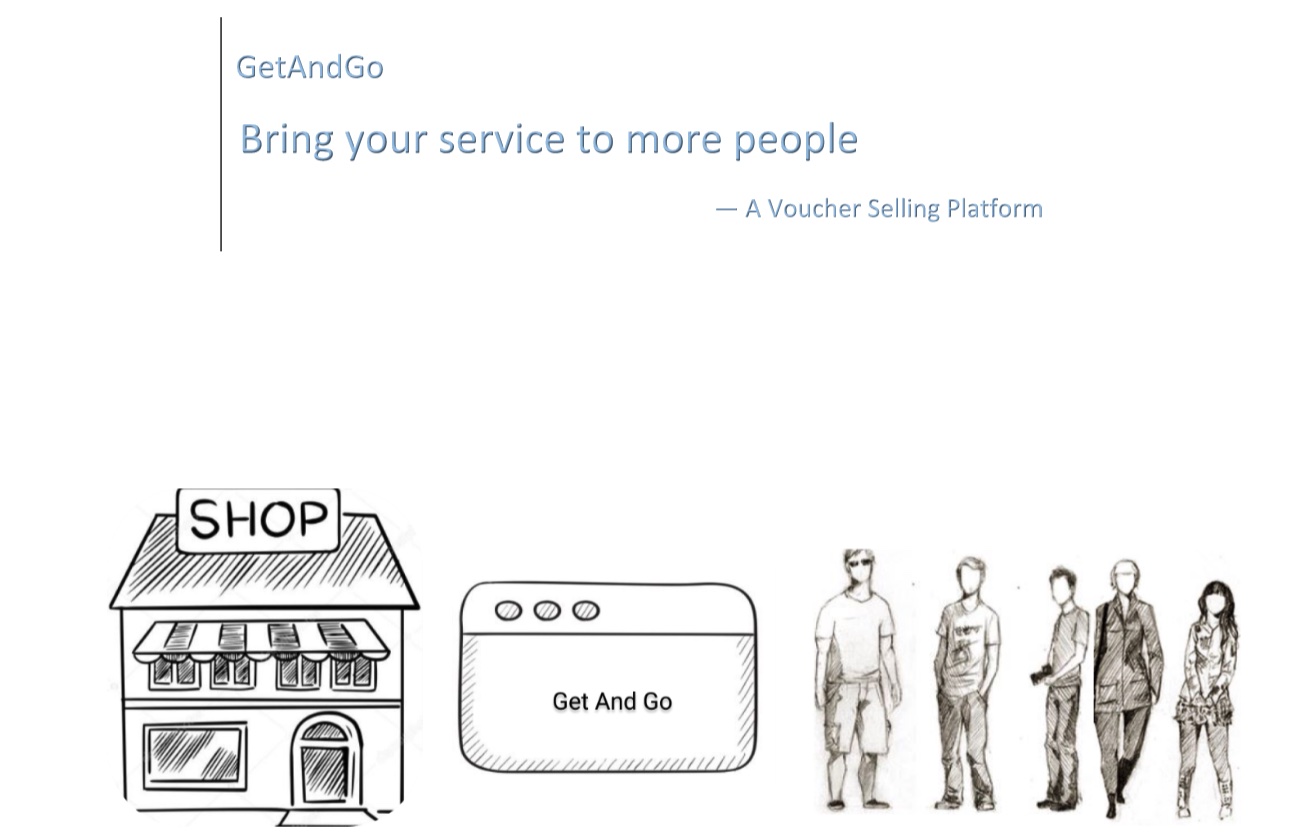 GetAndGo
Bring your service to more people
— A Voucher Selling Platform
SHOP
Get And Go